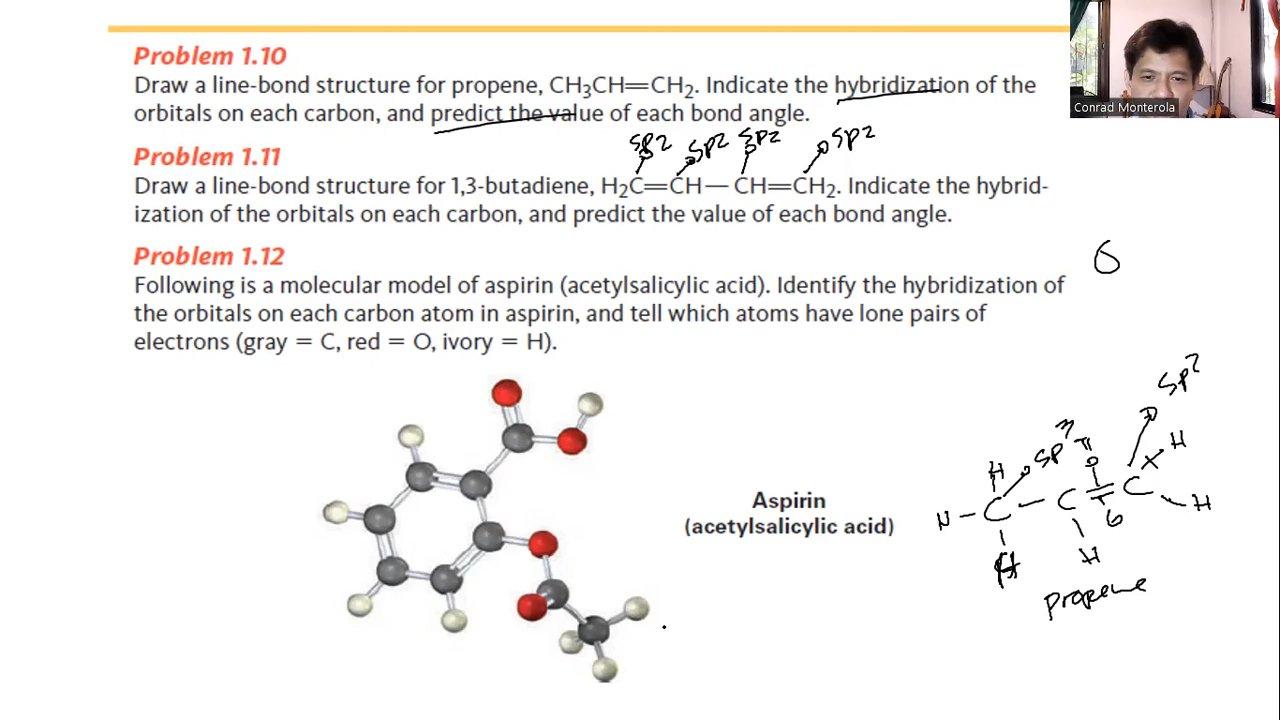 Problem 1.10
Draw a line-bond structure for propene, CH₃CH=CH₂. Indicate the hybridization of the
orbitals on each carbon, and predict the value of each bond angle.
Conrad Monterola
sp2 sp2 sp2 sp2
Problem 1.11
Draw a line-bond structure for 1,3-butadiene, H₂C=CH—CH=CH₂. Indicate the hybrid-
ization of the orbitals on each carbon, and predict the value of each bond angle.
Problem 1.12
Following is a molecular model of aspirin (acetylsalicylic acid). Identify the hybridization of
the orbitals on each carbon atom in aspirin, and tell which atoms have lone pairs of
electrons (gray = C, red = O, ivory = H).
6
Aspirin
(acetylsalicylic acid)
sp²
H sp³ π H
H – C – C = C H
6
H H
propene